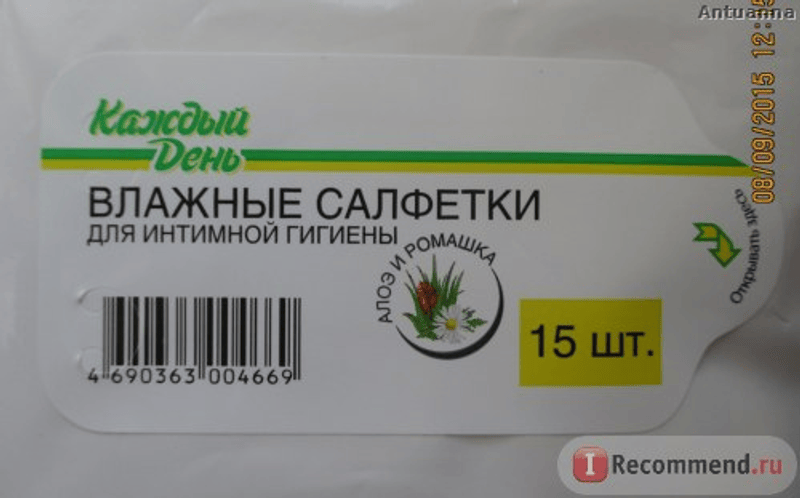 Antuanna
Каждый
День
ВЛАЖНЫЕ САЛФЕТКИ
ДЛЯ ИНТИМНОЙ ГИГИЕНЫ
АЛОЭ И РОМАШКА
Открывать здесь
15 шт.
4 690363 004669
08/09/2015 12:
I Recommend.ru